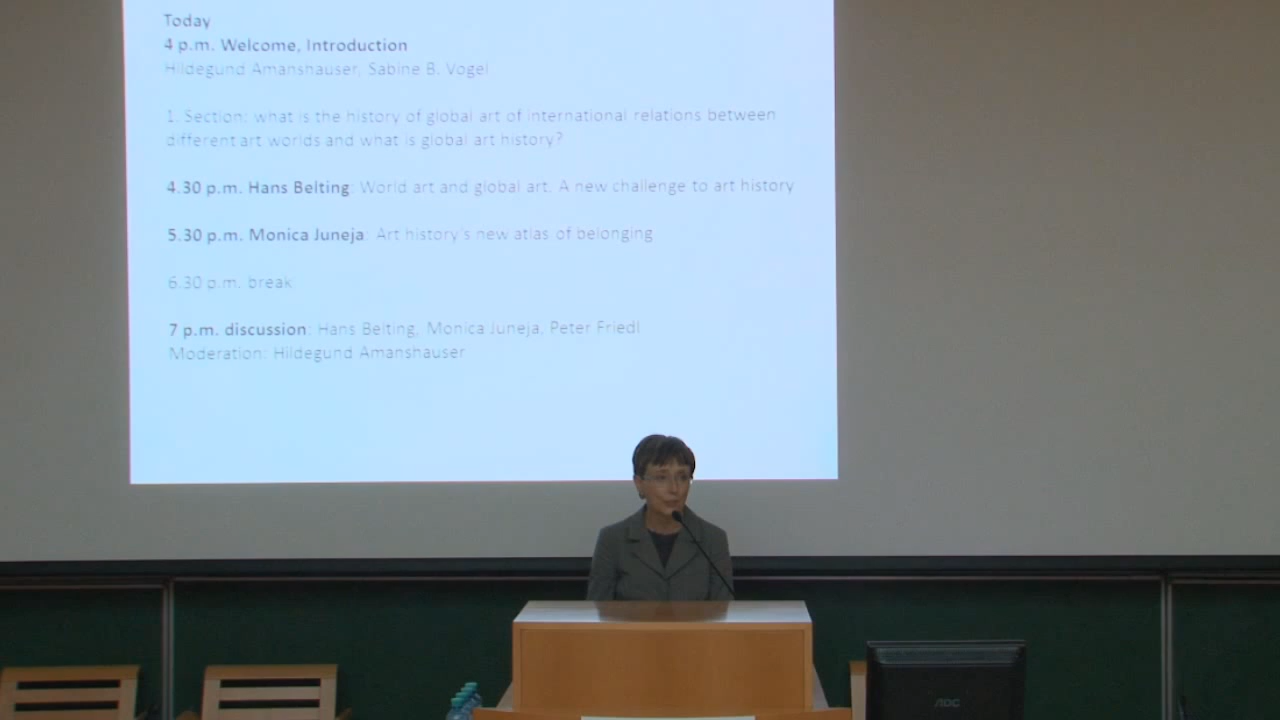 Today
4 p.m. Welcome, Introduction
Hildegund Amanshauser, Sabine B. Vogel
1. Section: what is the history of global art of international relations between
different art worlds and what is global art history?
4.30 p.m. Hans Belting: World art and global art. A new challenge to art history
5.30 p.m. Monica Juneja: Art history's new atlas of belonging
6.30 p.m. break
7 p.m. discussion: Hans Belting, Monica Juneja, Peter Friedl
Moderation: Hildegund Amanshauser
AOC